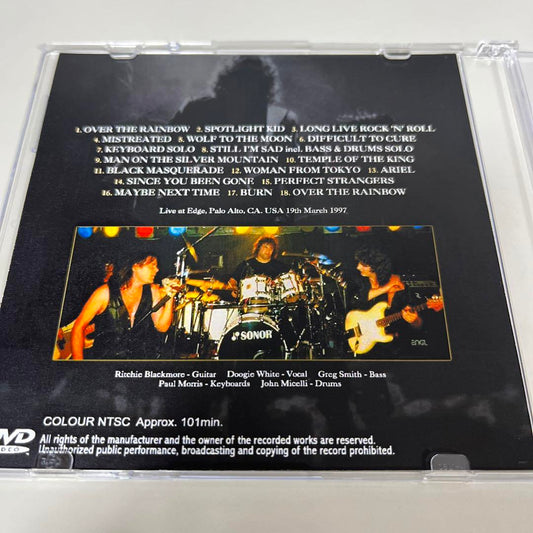 1. OVER THE RAINBOW 2. SPOTLIGHT KID 3. LONG LIVE ROCK 'N' ROLL
4. MISTREATED 5. WOLF TO THE MOON 6. DIFFICULT TO CURE
7. KEYBOARD SOLO 8. STILL I'M SAD incl. BASS & DRUMS SOLO
9. MAN ON THE SILVER MOUNTAIN 10. TEMPLE OF THE KING
11. BLACK MASQUERADE 12. WOMAN FROM TOKYO 13. ARIEL
14. SINCE YOU BEEN GONE 15. PERFECT STRANGERS
16. MAYBE NEXT TIME 17. BURN 18. OVER THE RAINBOW
Live at Edge, Palo Alto, CA. USA 19th March 1997
SONOR
ENGL
Ritchie Blackmore - Guitar Doogie White - Vocal Greg Smith - Bass
Paul Morris - Keyboards John Micelli - Drums
COLOUR NTSC Approx. 101min.
DVD
VIDEO
All rights of the manufacturer and the owner of the recorded works are reserved.
Unauthorized public performance, broadcasting and copying of the record prohibited.